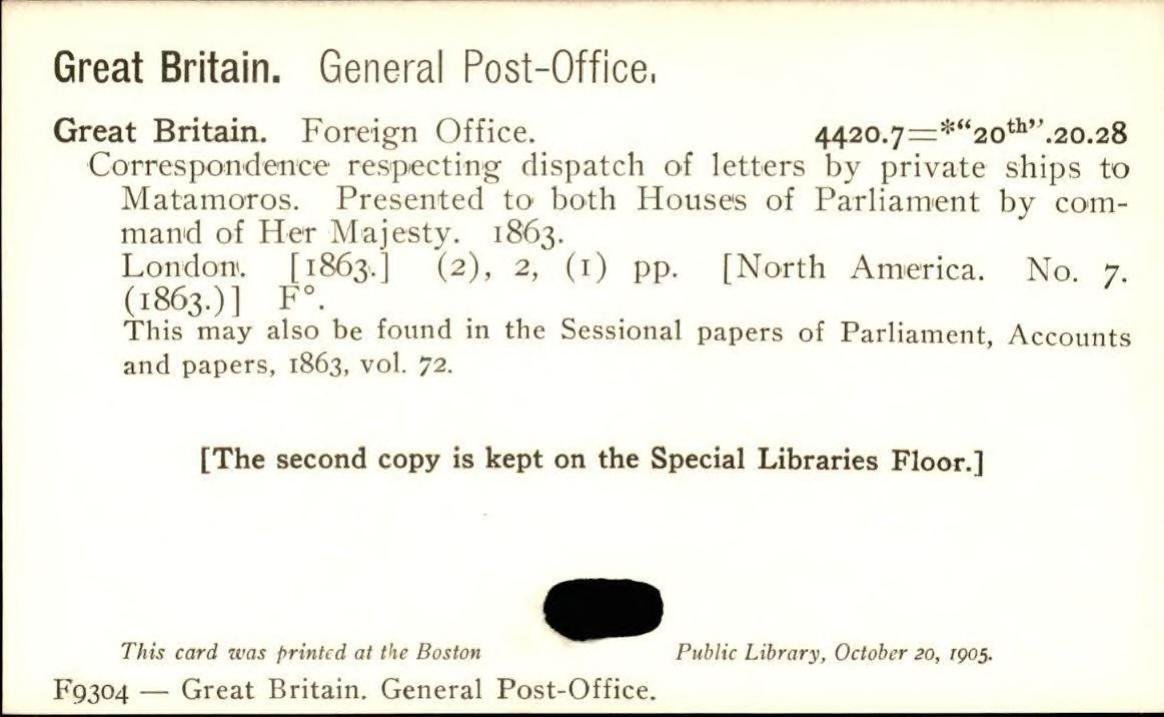 Great Britain. General Post-Office.
Great Britain. Foreign Office. 4420.7=*“20th”.20.28
Correspondence respecting dispatch of letters by private ships to
Matamoros. Presented to both Houses of Parliament by com-
mand of Her Majesty. 1863.
London. [1863.] (2), 2, (1) pp. [North America. No. 7.
(1863.)] F°.
This may also be found in the Sessional papers of Parliament, Accounts
and papers, 1863, vol. 72.
[The second copy is kept on the Special Libraries Floor.]
This card was printed at the Boston Public Library, October 20, 1905.
F9304 — Great Britain. General Post-Office.